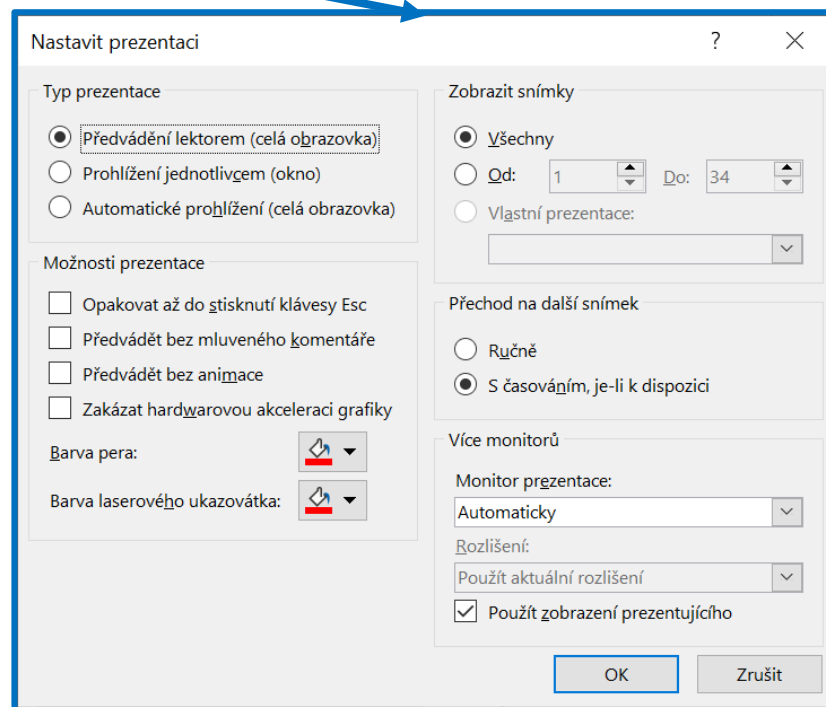 Nastavit prezentaci
Typ prezentace
Předvádění lektorem (celá obrazovka)
Prohlížení jednotlivcem (okno)
Automatické prohlížení (celá obrazovka)
Možnosti prezentace
Opakovat až do stisknutí klávesy Esc
Předvádět bez mluveného komentáře
Předvádět bez animace
Zakázat hardwarovou akceleraci grafiky
Barva pera:
Barva laserového ukazovátka:
Zobrazit snímky
Všechny
Od: 1 Do: 34
Vlastní prezentace:
Přechod na další snímek
Ručně
S časováním, je-li k dispozici
Více monitorů
Monitor prezentace:
Automaticky
Rozlišení:
Použít aktuální rozlišení
Použít zobrazení prezentujícího
OK Zrušit